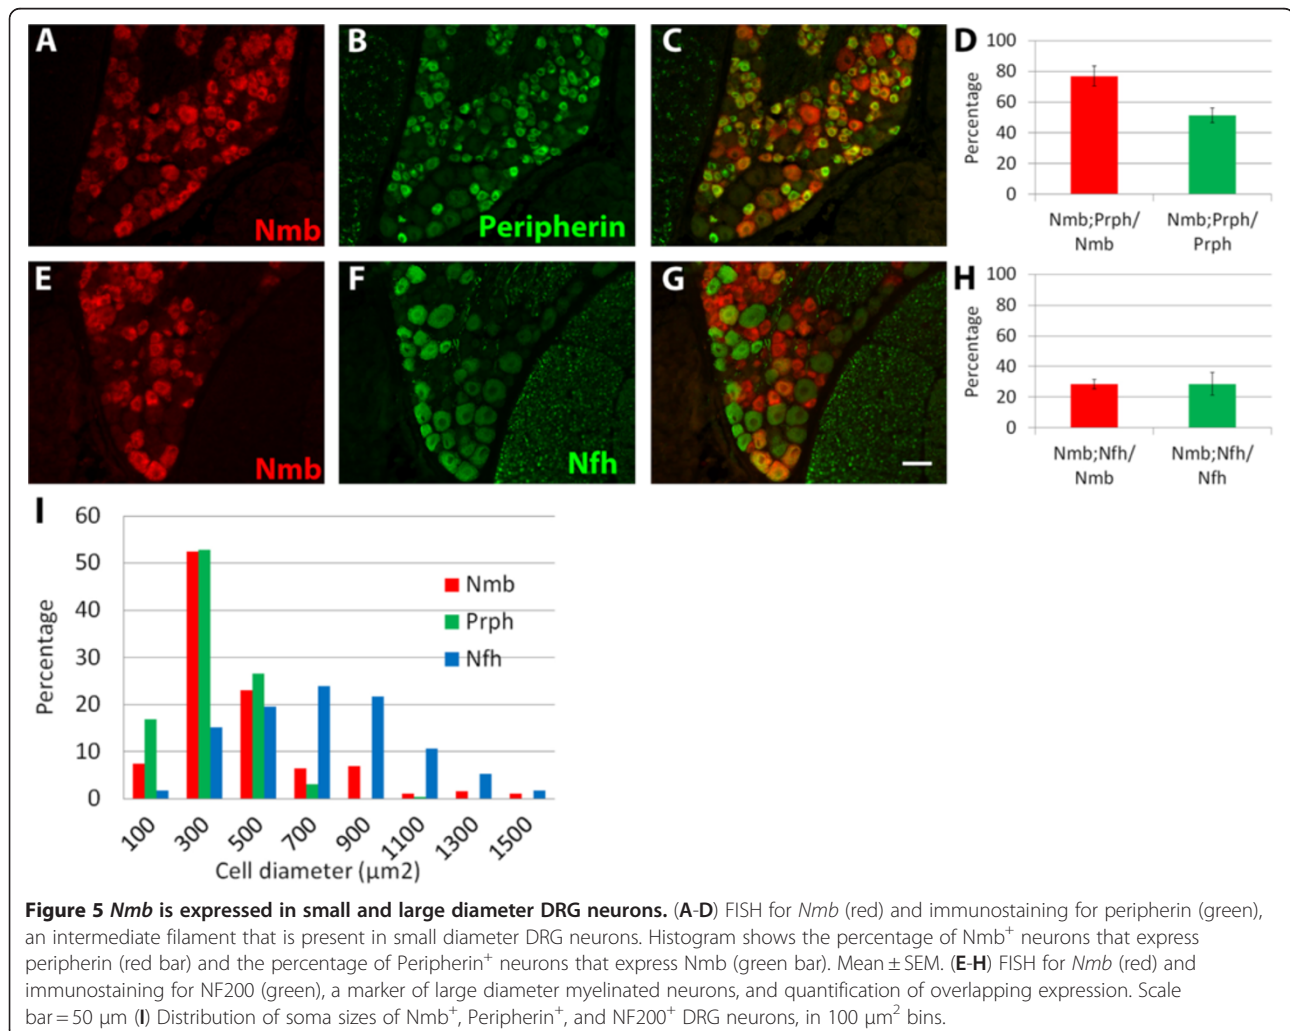 A
Nmb
B
Peripherin
C
D
Percentage
100
80
60
40
20
0
Nmb;Prph/
Nmb
Nmb;Prph/
Prph
E
Nmb
F
Nfh
G
H
Percentage
100
80
60
40
20
0
Nmb;Nfh/
Nmb
Nmb;Nfh/
Nfh
I
Percentage
60
50
40
30
20
10
0
Nmb
Prph
Nfh
100
300
500
700
900
1100
1300
1500
Cell diameter (µm2)
Figure 5 Nmb is expressed in small and large diameter DRG neurons. (A-D) FISH for Nmb (red) and immunostaining for peripherin (green),
an intermediate filament that is present in small diameter DRG neurons. Histogram shows the percentage of Nmb⁺ neurons that express
peripherin (red bar) and the percentage of Peripherin⁺ neurons that express Nmb (green bar). Mean ± SEM. (E-H) FISH for Nmb (red) and
immunostaining for NF200 (green), a marker of large diameter myelinated neurons, and quantification of overlapping expression. Scale
bar = 50 µm (I) Distribution of soma sizes of Nmb⁺, Peripherin⁺, and NF200⁺ DRG neurons, in 100 µm² bins.